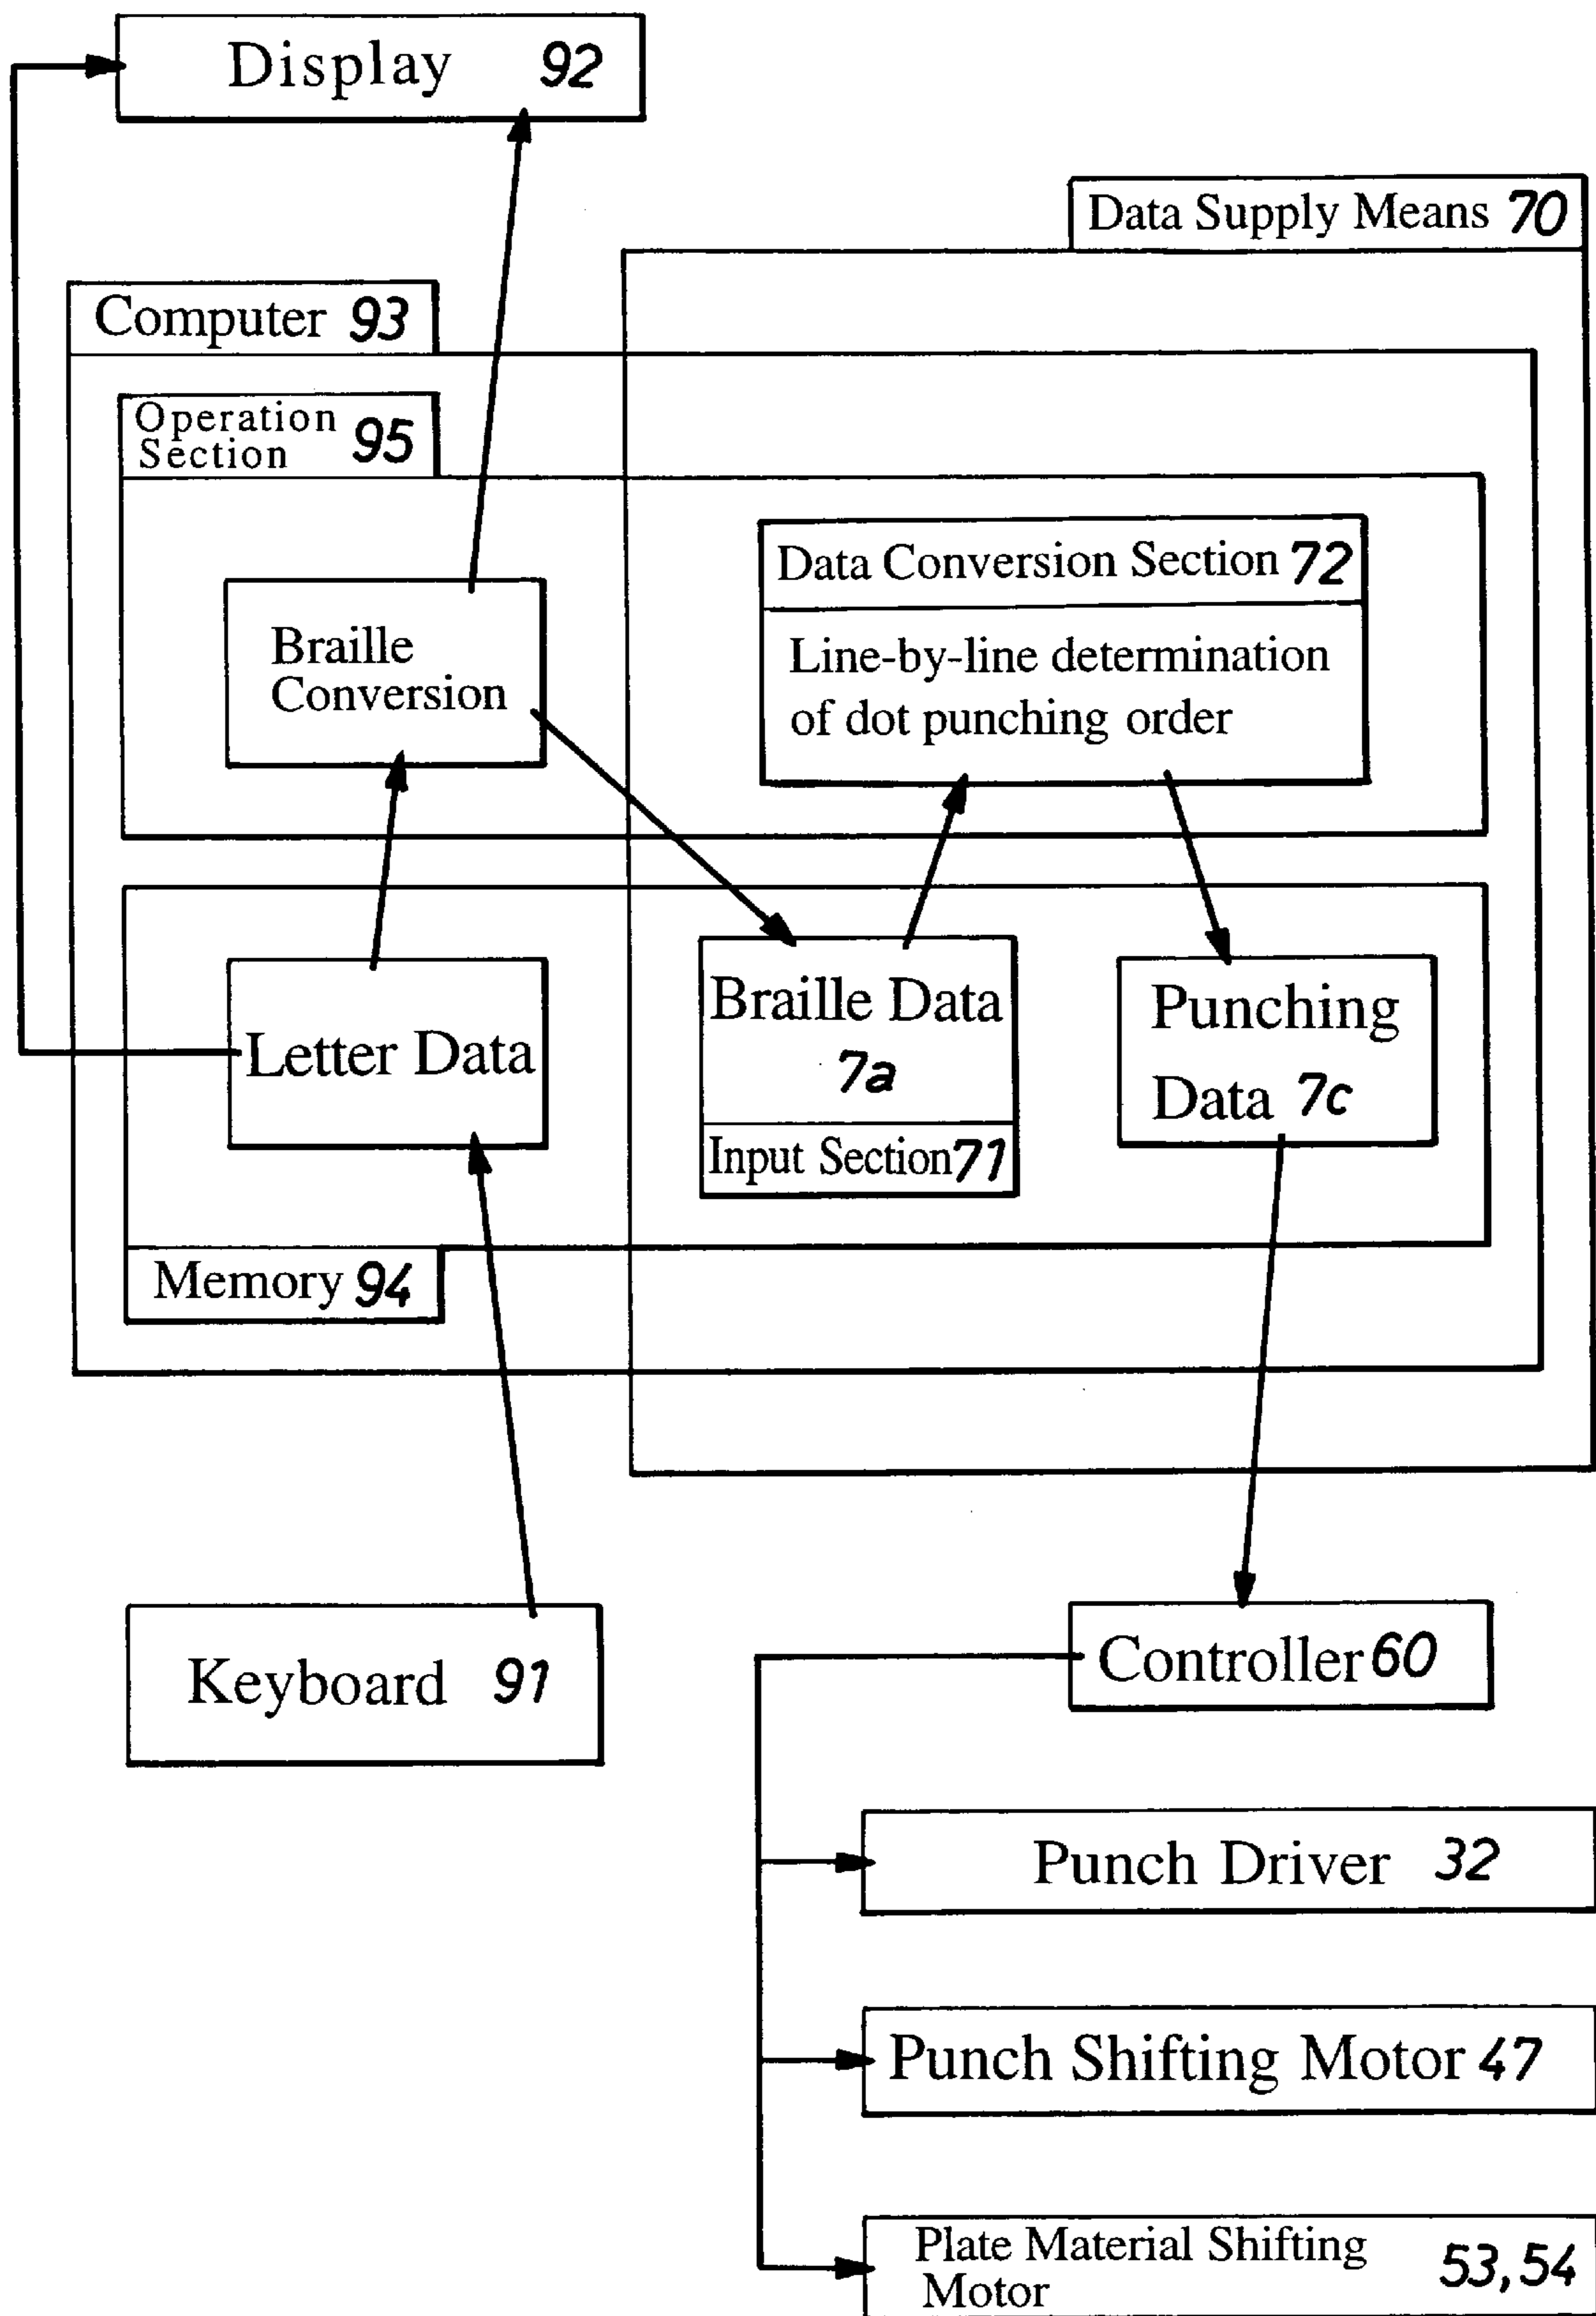 Display 92
Data Supply Means 70
Computer 93
Operation
Section 95
Data Conversion Section 72
Line-by-line determination
of dot punching order
Braille
Conversion
Letter Data
Braille Data
7a
Input Section 71
Punching
Data 7c
Memory 94
Keyboard 91
Controller 60
Punch Driver 32
Punch Shifting Motor 47
Plate Material Shifting
Motor 53,54